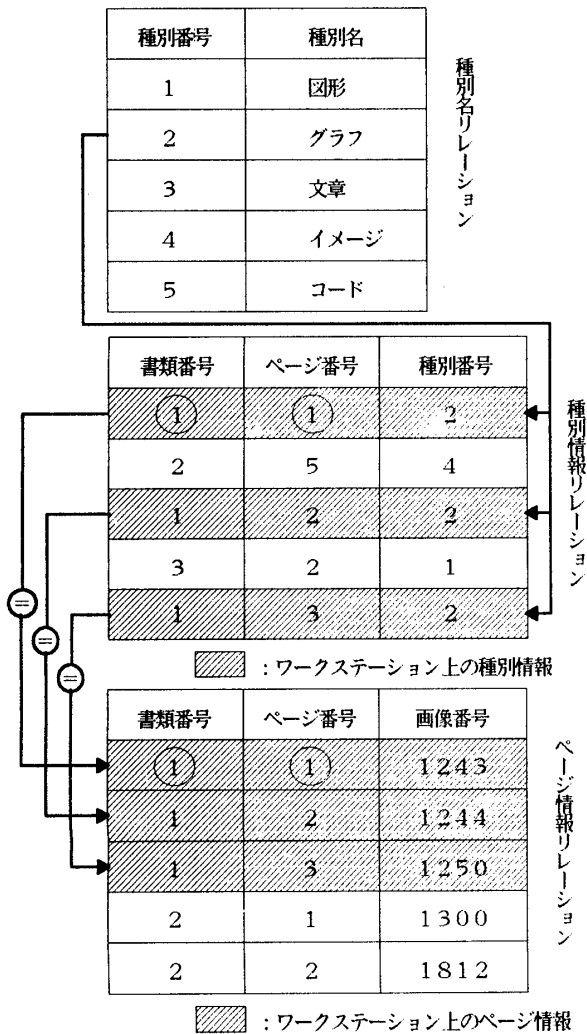 種別番号 種別名
1 図形
2 グラフ
3 文章
4 イメージ
5 コード
種別名リレーション
書類番号 ページ番号 種別番号
1 1 2
2 5 4
1 2 2
3 2 1
1 3 2
種別情報リレーション
=
=
=
：ワークステーション上の種別情報
書類番号 ページ番号 画像番号
1 1 1243
1 2 1244
1 3 1250
2 1 1300
2 2 1812
ページ情報リレーション
：ワークステーション上のページ情報